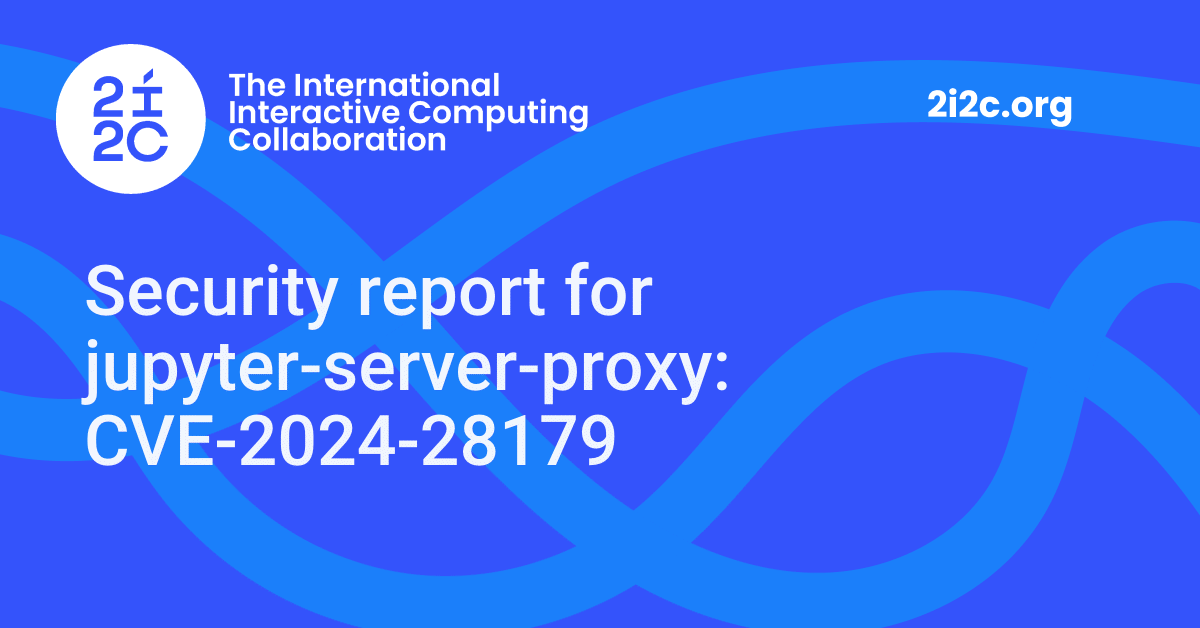 2i
2C
The International
Interactive Computing
Collaboration
2i2c.org
Security report for
jupyter-server-proxy:
CVE-2024-28179